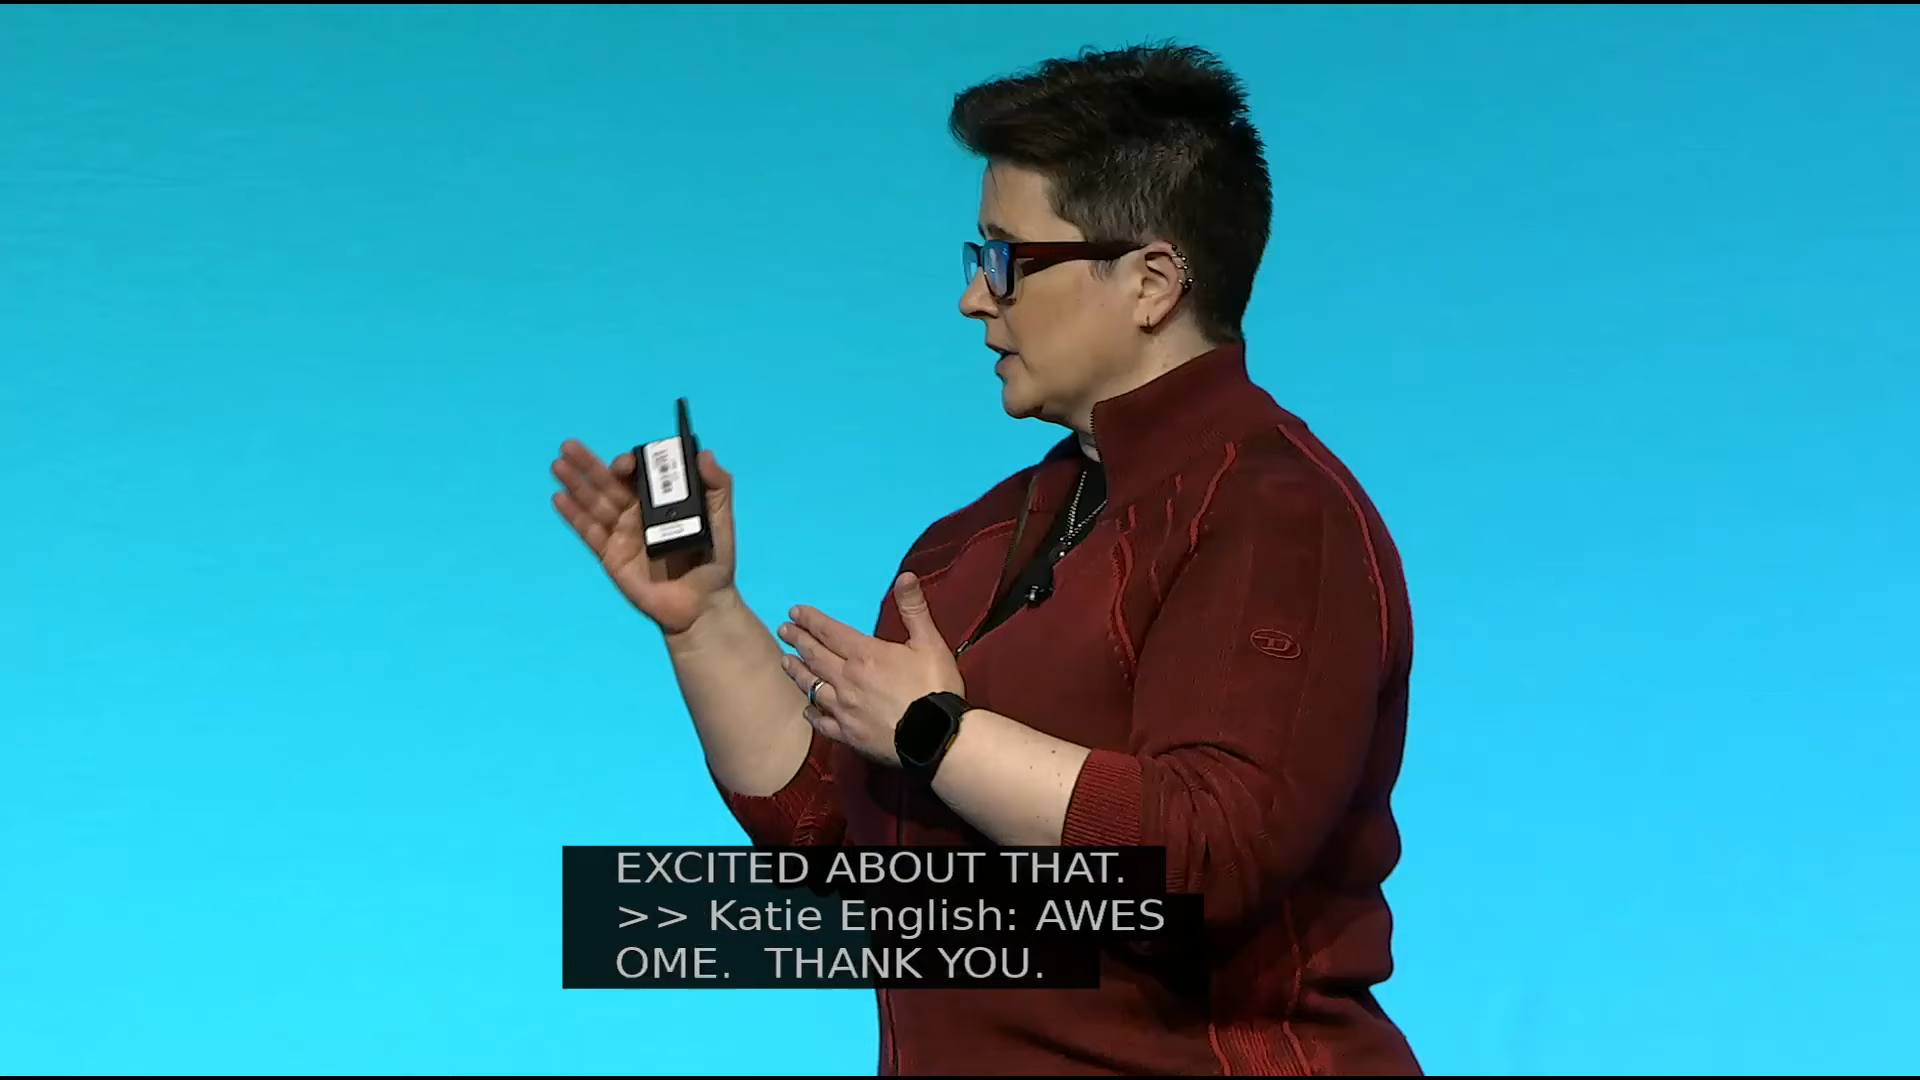 EXCITED ABOUT THAT.
>> Katie English: AWES
OME.  THANK YOU.